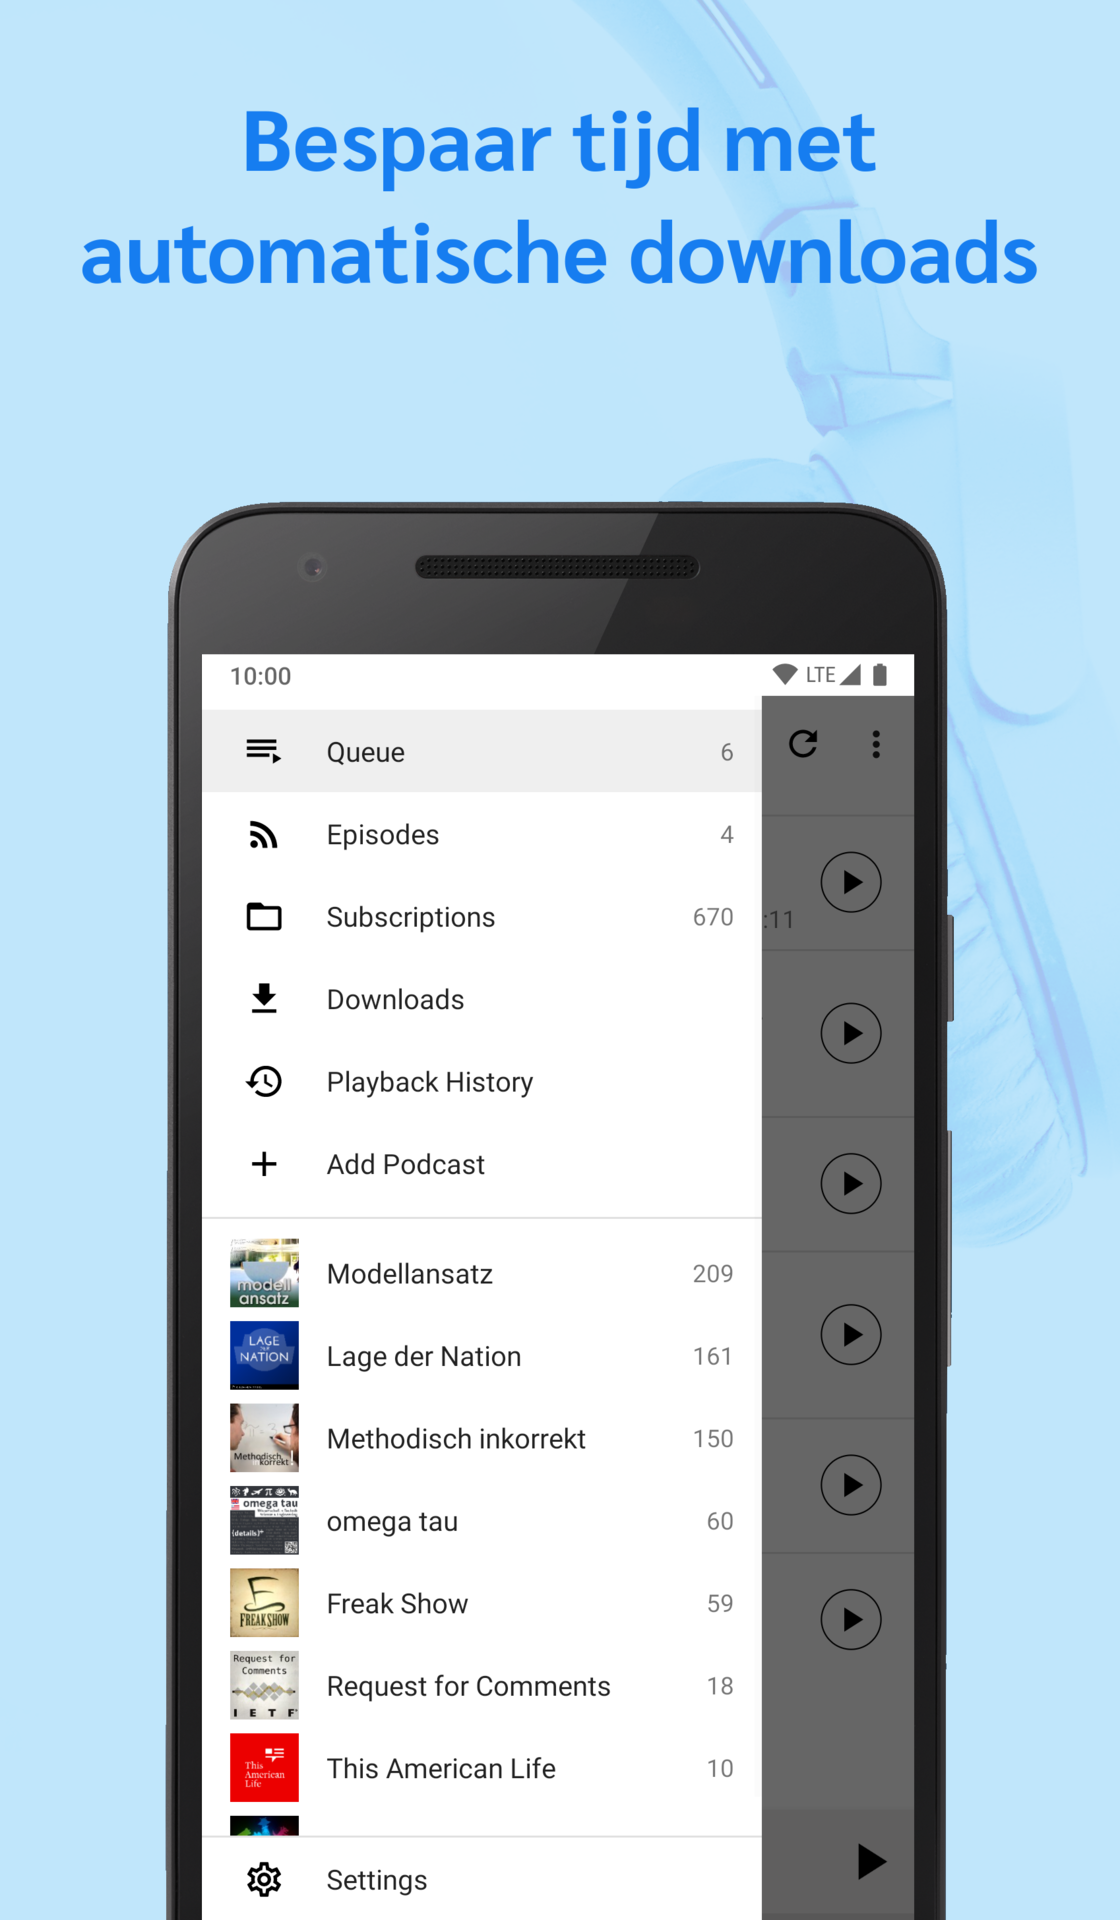 Bespaar tijd met
automatische downloads
10:00
LTE
Queue 6
Episodes 4
Subscriptions 670
:11
Downloads
Playback History
Add Podcast
modell
ansatz
Modellansatz 209
LAGE
DER
NATION
Lage der Nation 161
Methodisch
korrekt!
Methodisch inkorrekt 150
omega tau
{details}
omega tau 60
FREAK SHOW
Freak Show 59
Request for
Comments
I E T F
Request for Comments 18
This
American
Life
This American Life 10
Settings